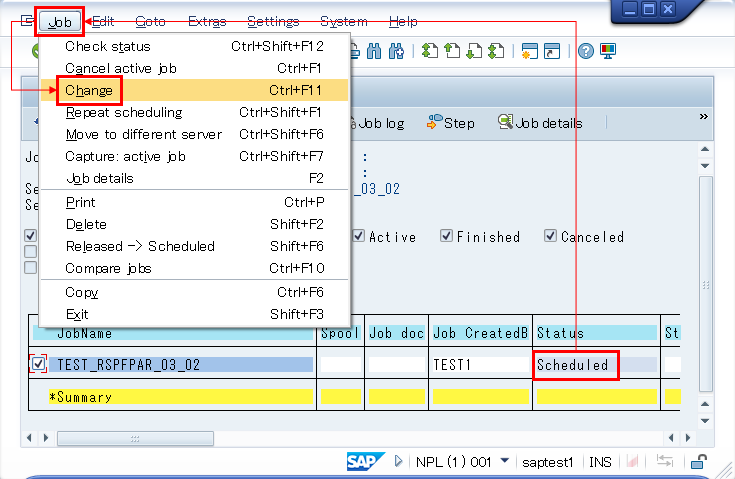 Job Edit Goto Extras Settings System Help
Check status Ctrl+Shift+F12
Cancel active job Ctrl+F1
Change Ctrl+F11
Repeat scheduling Ctrl+Shift+F1
Move to different server Ctrl+Shift+F6
Capture: active job Ctrl+Shift+F7
Job details F2
Print Ctrl+P
Delete Shift+F2
Released -> Scheduled Shift+F6
Compare jobs Ctrl+F10
Copy Ctrl+F6
Exit Shift+F3
Job log Step Job details »
Jo :
:
Se _03_02
Se
Active Finished Canceled
JobName Spool Job doc Job CreatedB Status St
TEST_RSPFPAR_03_02 TEST1 Scheduled
*Summary
SAP NPL (1) 001 saptest1 INS